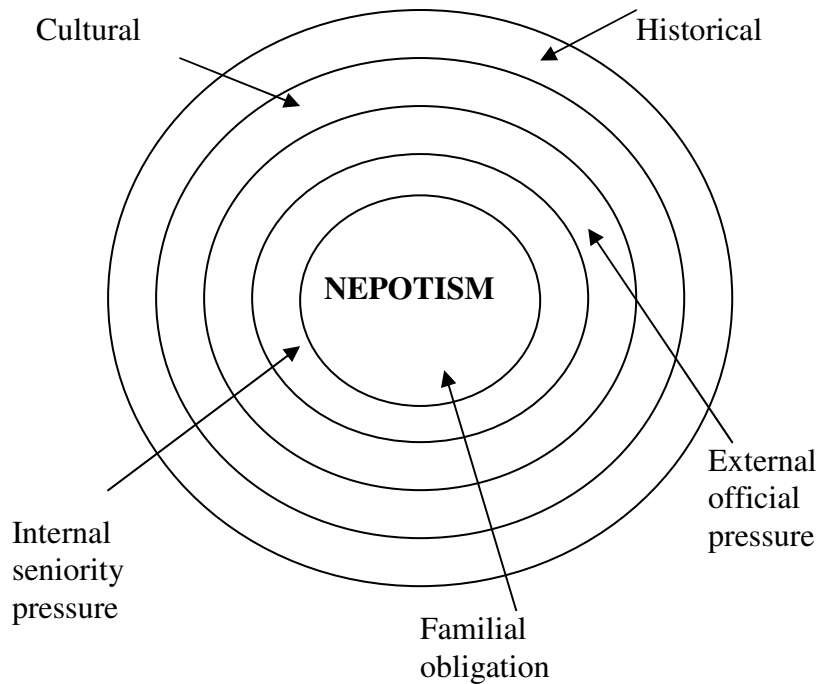 Cultural
Historical
NEPOTISM
External
official
pressure
Internal
seniority
pressure
Familial
obligation